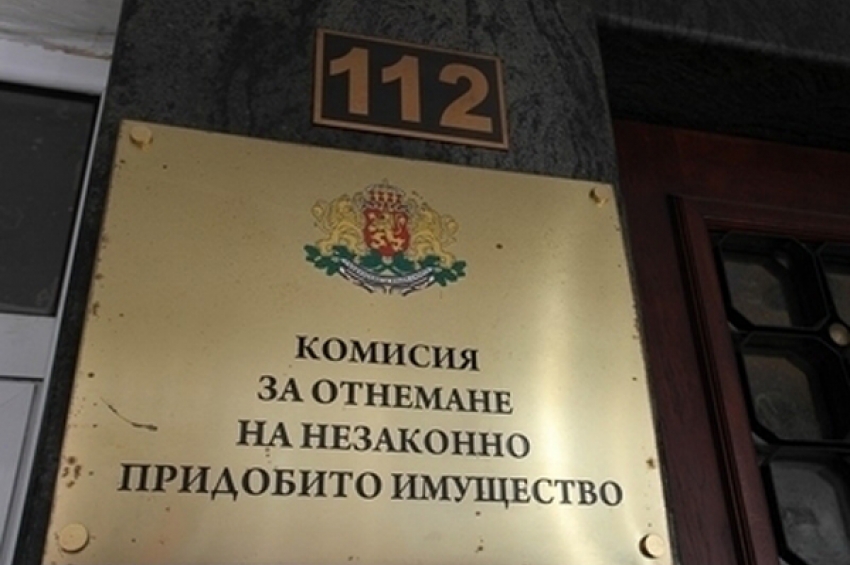 112
КОМИСИЯ
ЗА ОТНЕМАНЕ
НА НЕЗАКОННО
ПРИДОБИТО ИМУЩЕСТВО